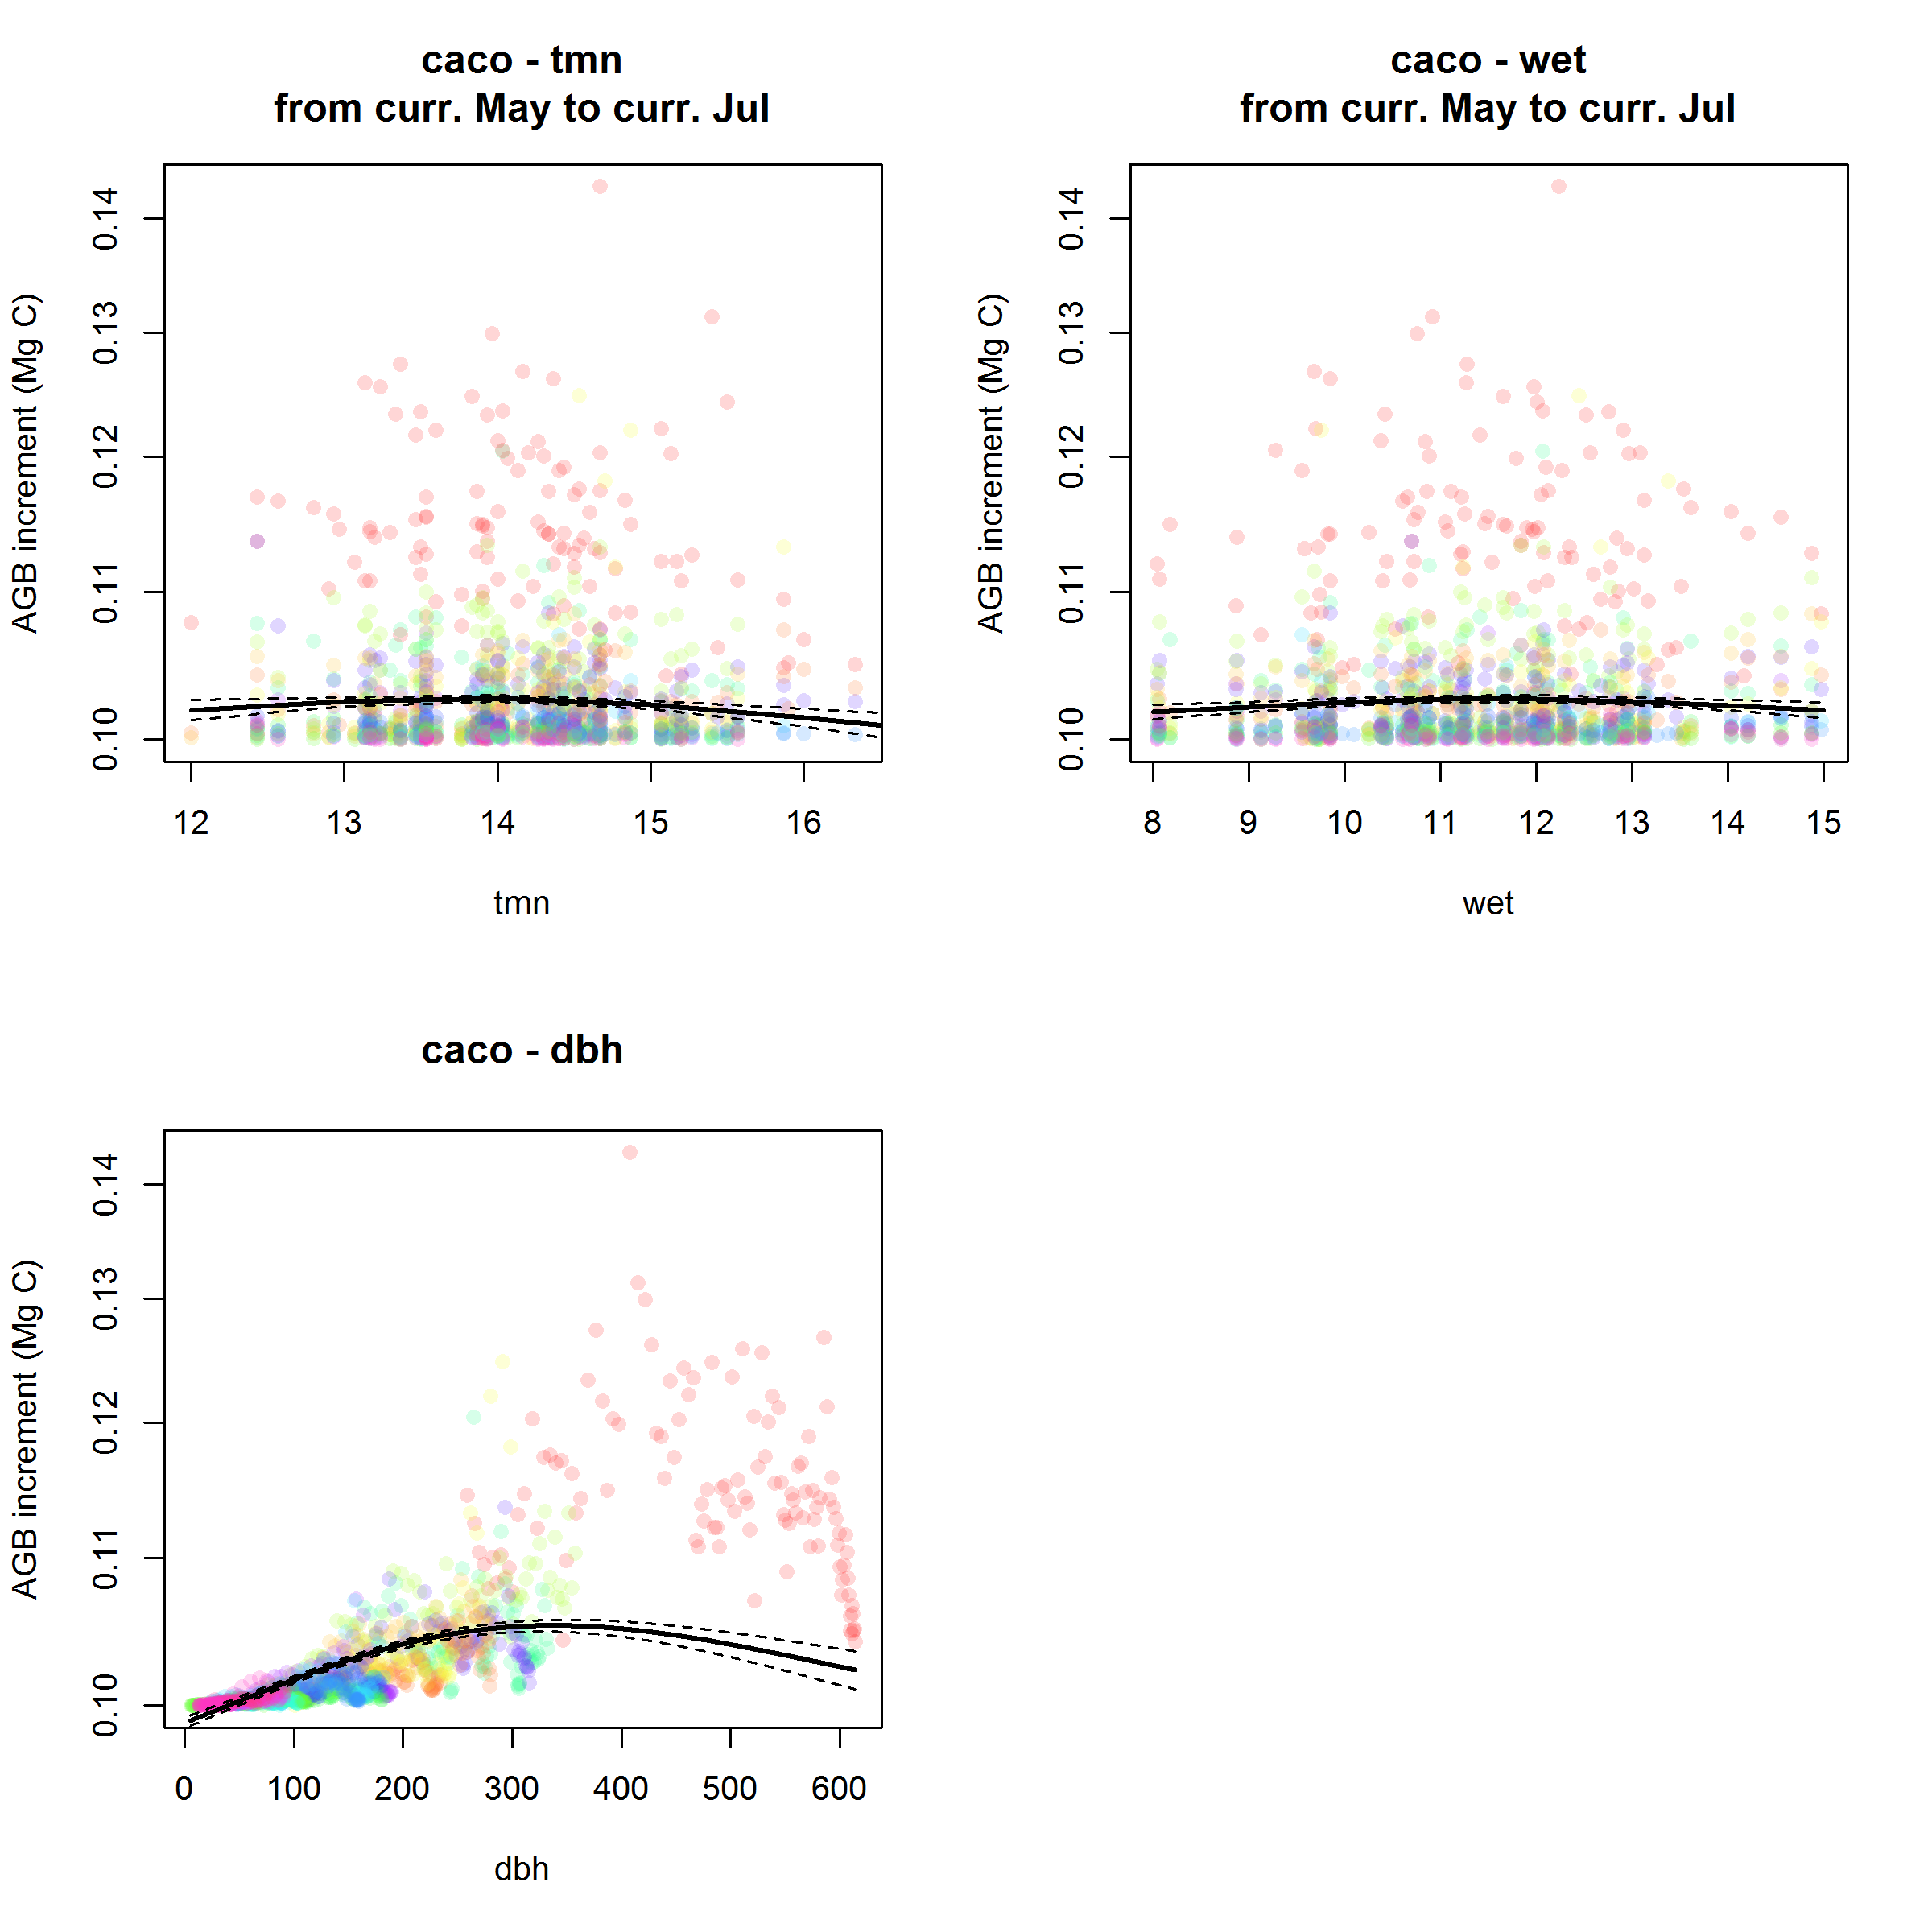 caco - tmn
from curr. May to curr. Jul
AGB increment (Mg C)
0.14
0.13
0.12
0.11
0.10
12 13 14 15 16
tmn
caco - wet
from curr. May to curr. Jul
AGB increment (Mg C)
0.14
0.13
0.12
0.11
0.10
8 9 10 11 12 13 14 15
wet
caco - dbh
AGB increment (Mg C)
0.14
0.13
0.12
0.11
0.10
0 100 200 300 400 500 600
dbh